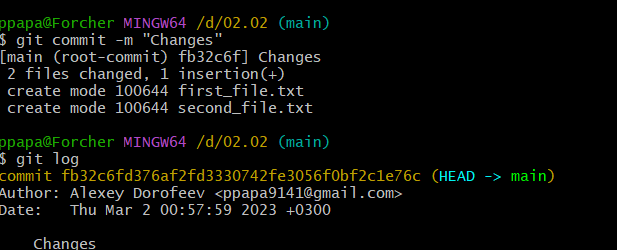 ppapa@Forcher MINGW64 /d/02.02 (main)
$ git commit -m "Changes"
[main (root-commit) fb32c6f] Changes
 2 files changed, 1 insertion(+)
 create mode 100644 first_file.txt
 create mode 100644 second_file.txt
ppapa@Forcher MINGW64 /d/02.02 (main)
$ git log
commit fb32c6fd376af2fd3330742fe3056f0bf2c1e76c (HEAD -> main)
Author: Alexey Dorofeev <ppapa9141@gmail.com>
Date:   Thu Mar 2 00:57:59 2023 +0300
    Changes